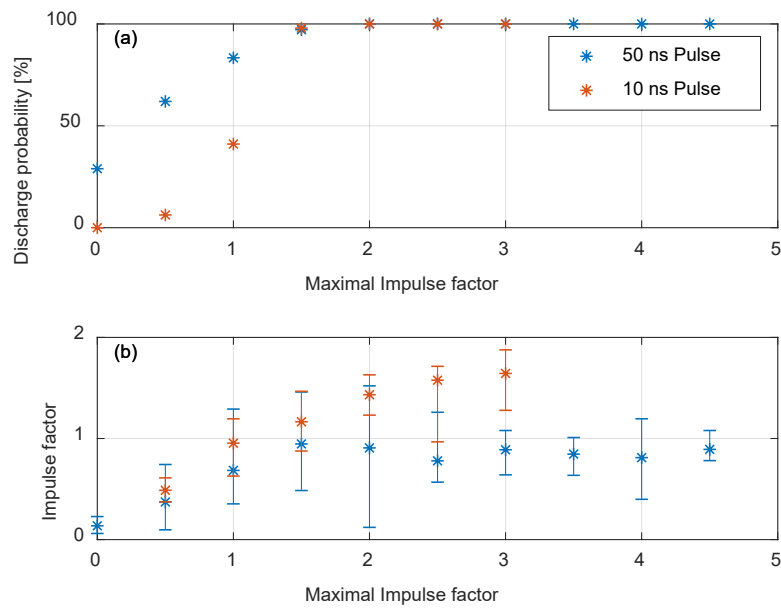 (a)
100
50
0
Discharge probability [%]
50 ns Pulse
10 ns Pulse
0 1 2 3 4 5
Maximal Impulse factor
(b)
2
1
0
Impulse factor
0 1 2 3 4 5
Maximal Impulse factor